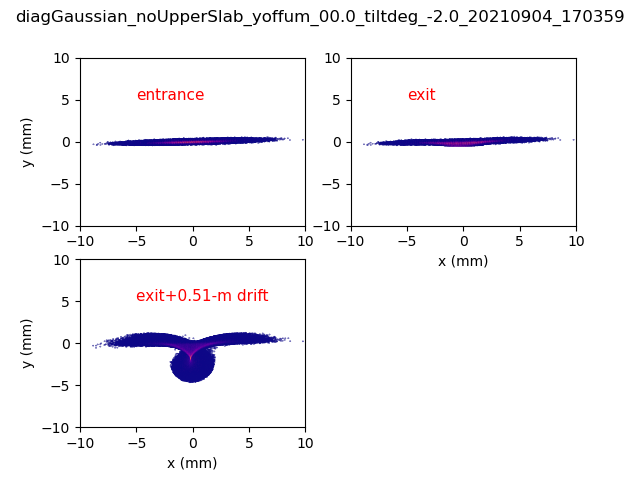 diagGaussian_noUpperSlab_yoffum_00.0_tiltdeg_-2.0_20210904_170359
10
5
0
−5
−10
y (mm)
entrance
−10 −5 0 5 10
10
5
0
−5
−10
exit
−10 −5 0 5 10
x (mm)
10
5
0
−5
−10
y (mm)
exit+0.51-m drift
−10 −5 0 5 10
x (mm)